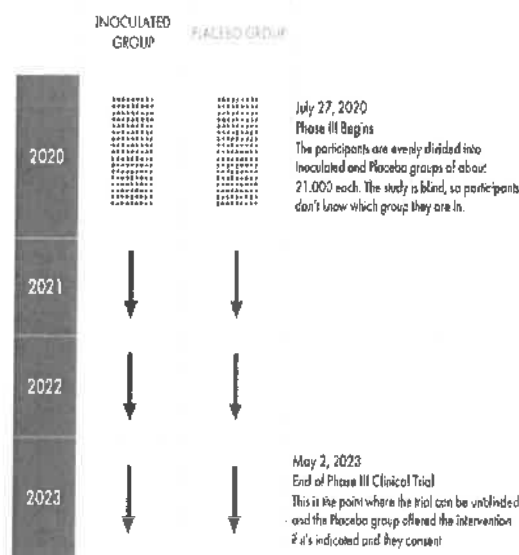 INOCULATED
GROUP
PLACEBO GROUP
2020
July 27, 2020
Phase III Begins
The participants are evenly divided into
Inoculated and Placebo groups of about
21,000 each. The study is blind, so participants
don't know which group they are in.
2021
2022
2023
May 2, 2023
End of Phase III Clinical Trial
This is the point where the trial can be unblinded
and the Placebo group offered the intervention
if it's indicated and they consent